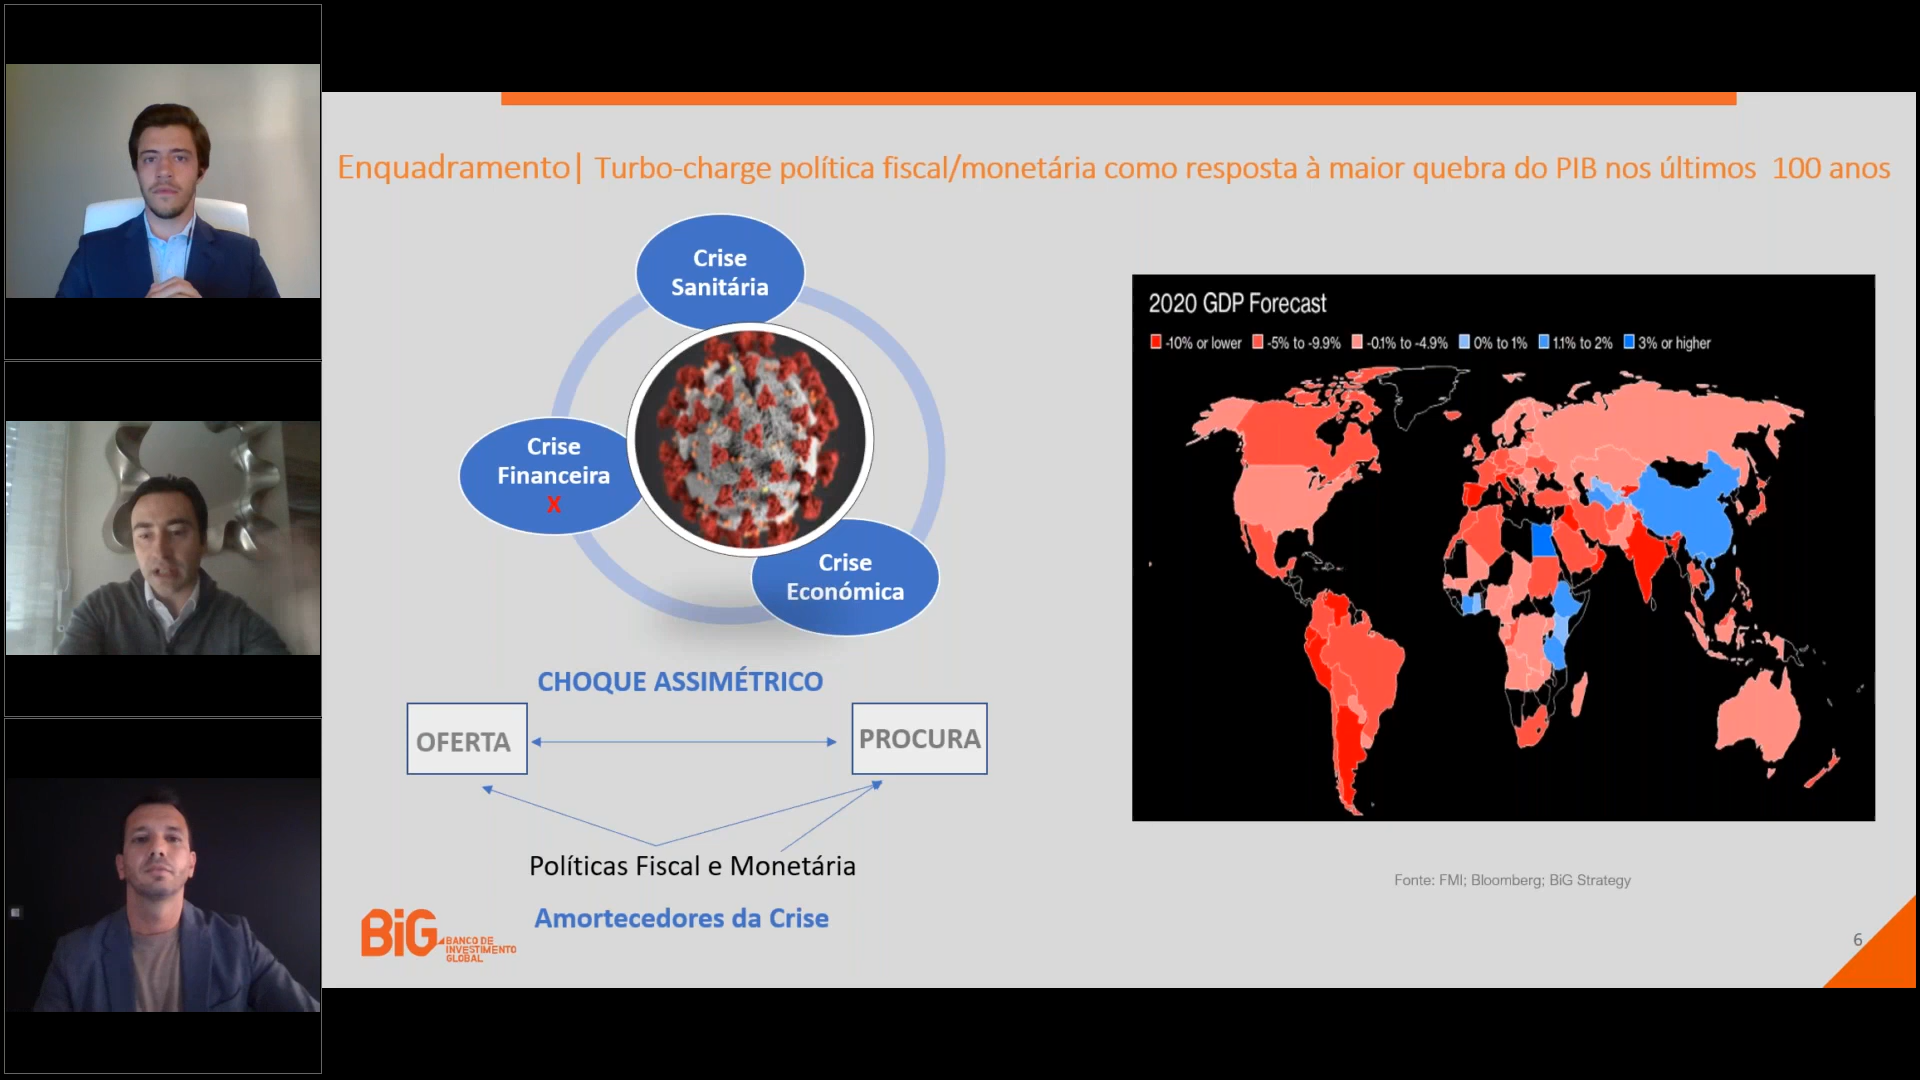 Enquadramento| Turbo-charge política fiscal/monetária como resposta à maior quebra do PIB nos últimos 100 anos
Crise
Sanitária
Crise
Financeira
X
Crise
Económica
CHOQUE ASSIMÉTRICO
OFERTA
PROCURA
Políticas Fiscal e Monetária
Amortecedores da Crise
BiG BANCO DE
INVESTIMENTO
GLOBAL
2020 GDP Forecast
-10% or lower -5% to -9.9% -0.1% to -4.9% 0% to 1% 1.1% to 2% 3% or higher
Fonte: FMI; Bloomberg; BiG Strategy
6